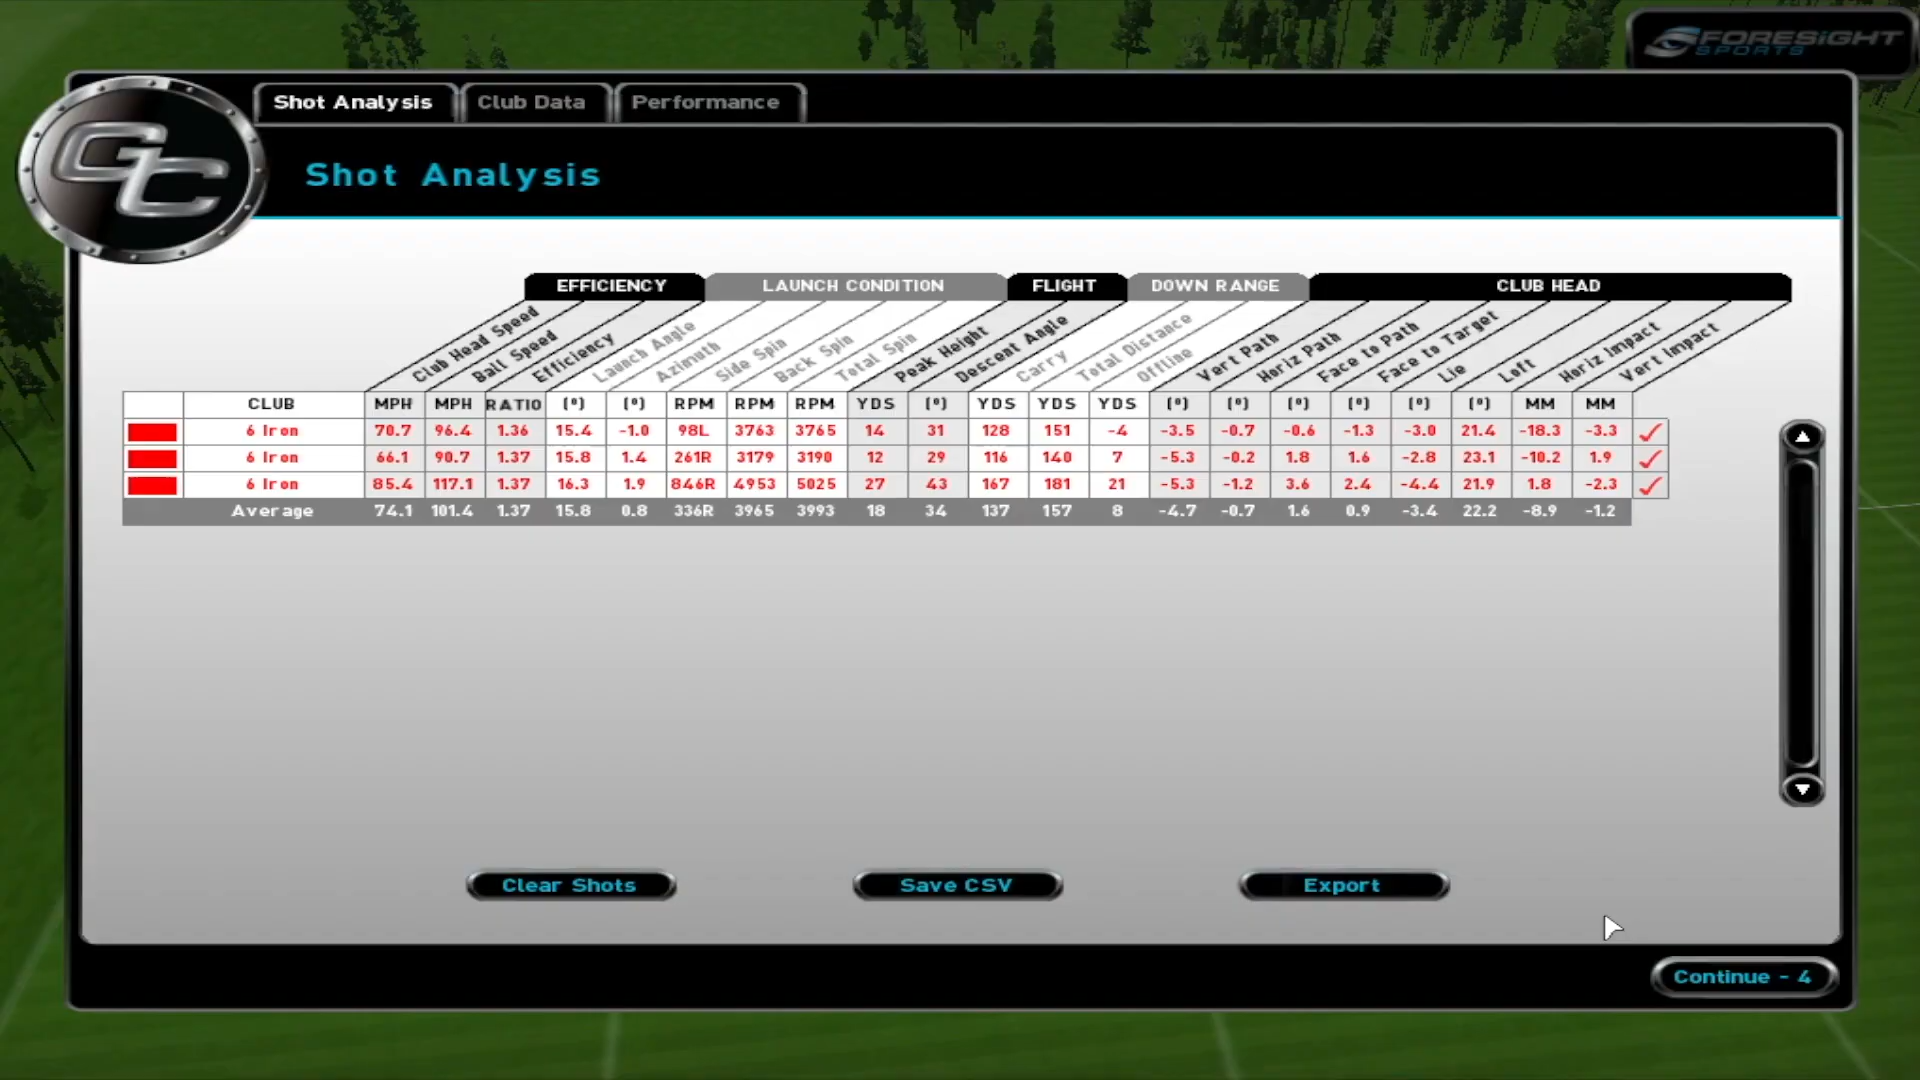 FORESIGHT
SPORTS
GC
Shot Analysis Club Data Performance
Shot Analysis
EFFICIENCY LAUNCH CONDITION FLIGHT DOWN RANGE CLUB HEAD
Club Head Speed Ball Speed Efficiency Launch Angle Azimuth Side Spin Back Spin Total Spin Peak Height Descent Angle Carry Total Distance Offline Vert Path Horiz Path Face to Path Face to Target Lie Loft Horiz Impact Vert Impact
CLUB MPH MPH RATIO (º) (º) RPM RPM RPM YDS (º) YDS YDS YDS (º) (º) (º) (º) (º) (º) MM MM
6 Iron 70.7 96.4 1.36 15.4 -1.0 98L 3763 3765 14 31 128 151 -4 -3.5 -0.7 -0.6 -1.3 -3.0 21.4 -18.3 -3.3
6 Iron 66.1 90.7 1.37 15.8 1.4 261R 3179 3190 12 29 116 140 7 -5.3 -0.2 1.8 1.6 -2.8 23.1 -10.2 1.9
6 Iron 85.4 117.1 1.37 16.3 1.9 846R 4953 5025 27 43 167 181 21 -5.3 -1.2 3.6 2.4 -4.4 21.9 1.8 -2.3
Average 74.1 101.4 1.37 15.8 0.8 336R 3965 3993 18 34 137 157 8 -4.7 -0.7 1.6 0.9 -3.4 22.2 -8.9 -1.2
Clear Shots Save CSV Export
Continue - 4